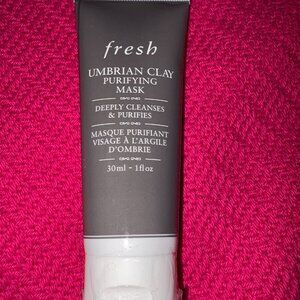 fresh
UMBRIAN CLAY
PURIFYING
MASK
DEEPLY CLEANSES
& PURIFIES
MASQUE PURIFIANT
VISAGE À L'ARGILE
D'OMBRIE
30ml - 1fl oz